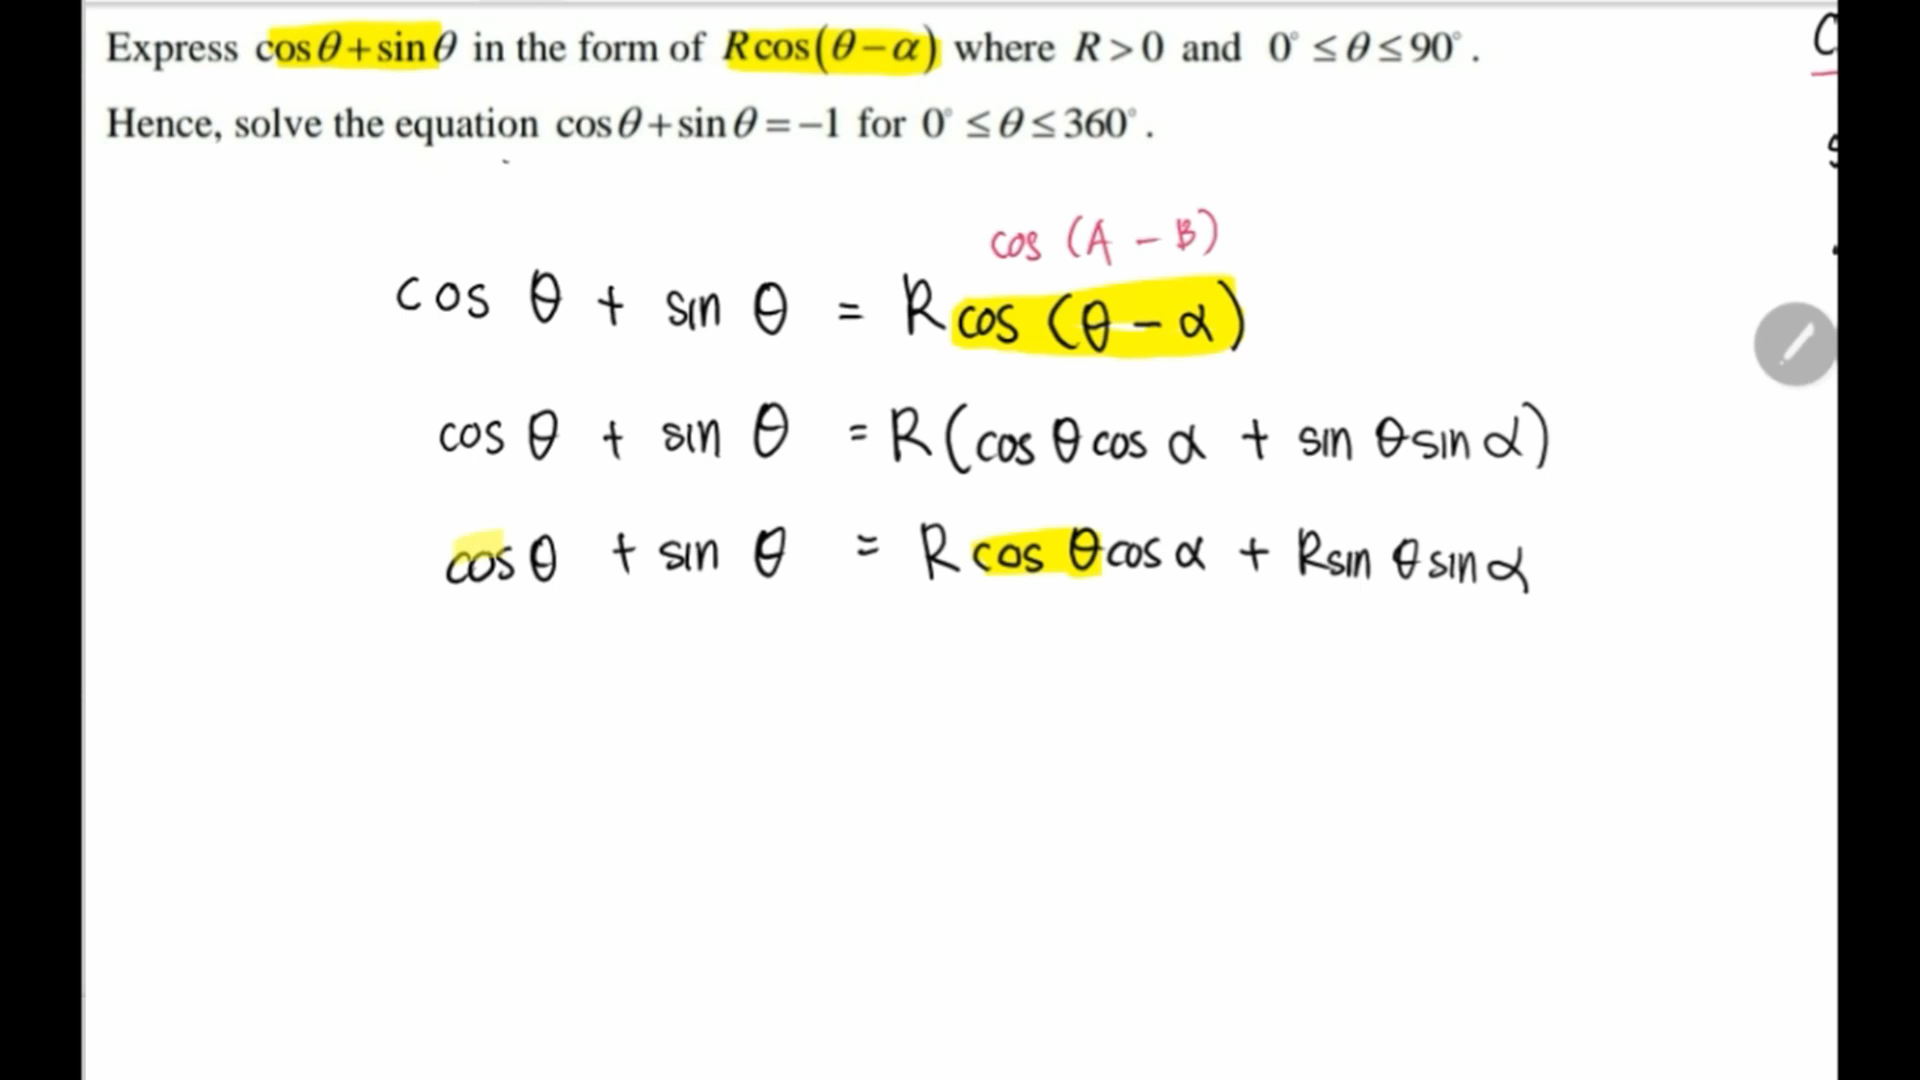 Express cosθ+sinθ in the form of Rcos(θ−α) where R>0 and 0° ≤θ≤90°.
Hence, solve the equation cosθ+sinθ=−1 for 0° ≤θ≤360°.
cos (A − B)
cos θ + sin θ = R cos (θ − α)
cos θ + sin θ = R(cos θ cos α + sin θ sin α)
cos θ + sin θ = R cos θ cos α + R sin θ sin α